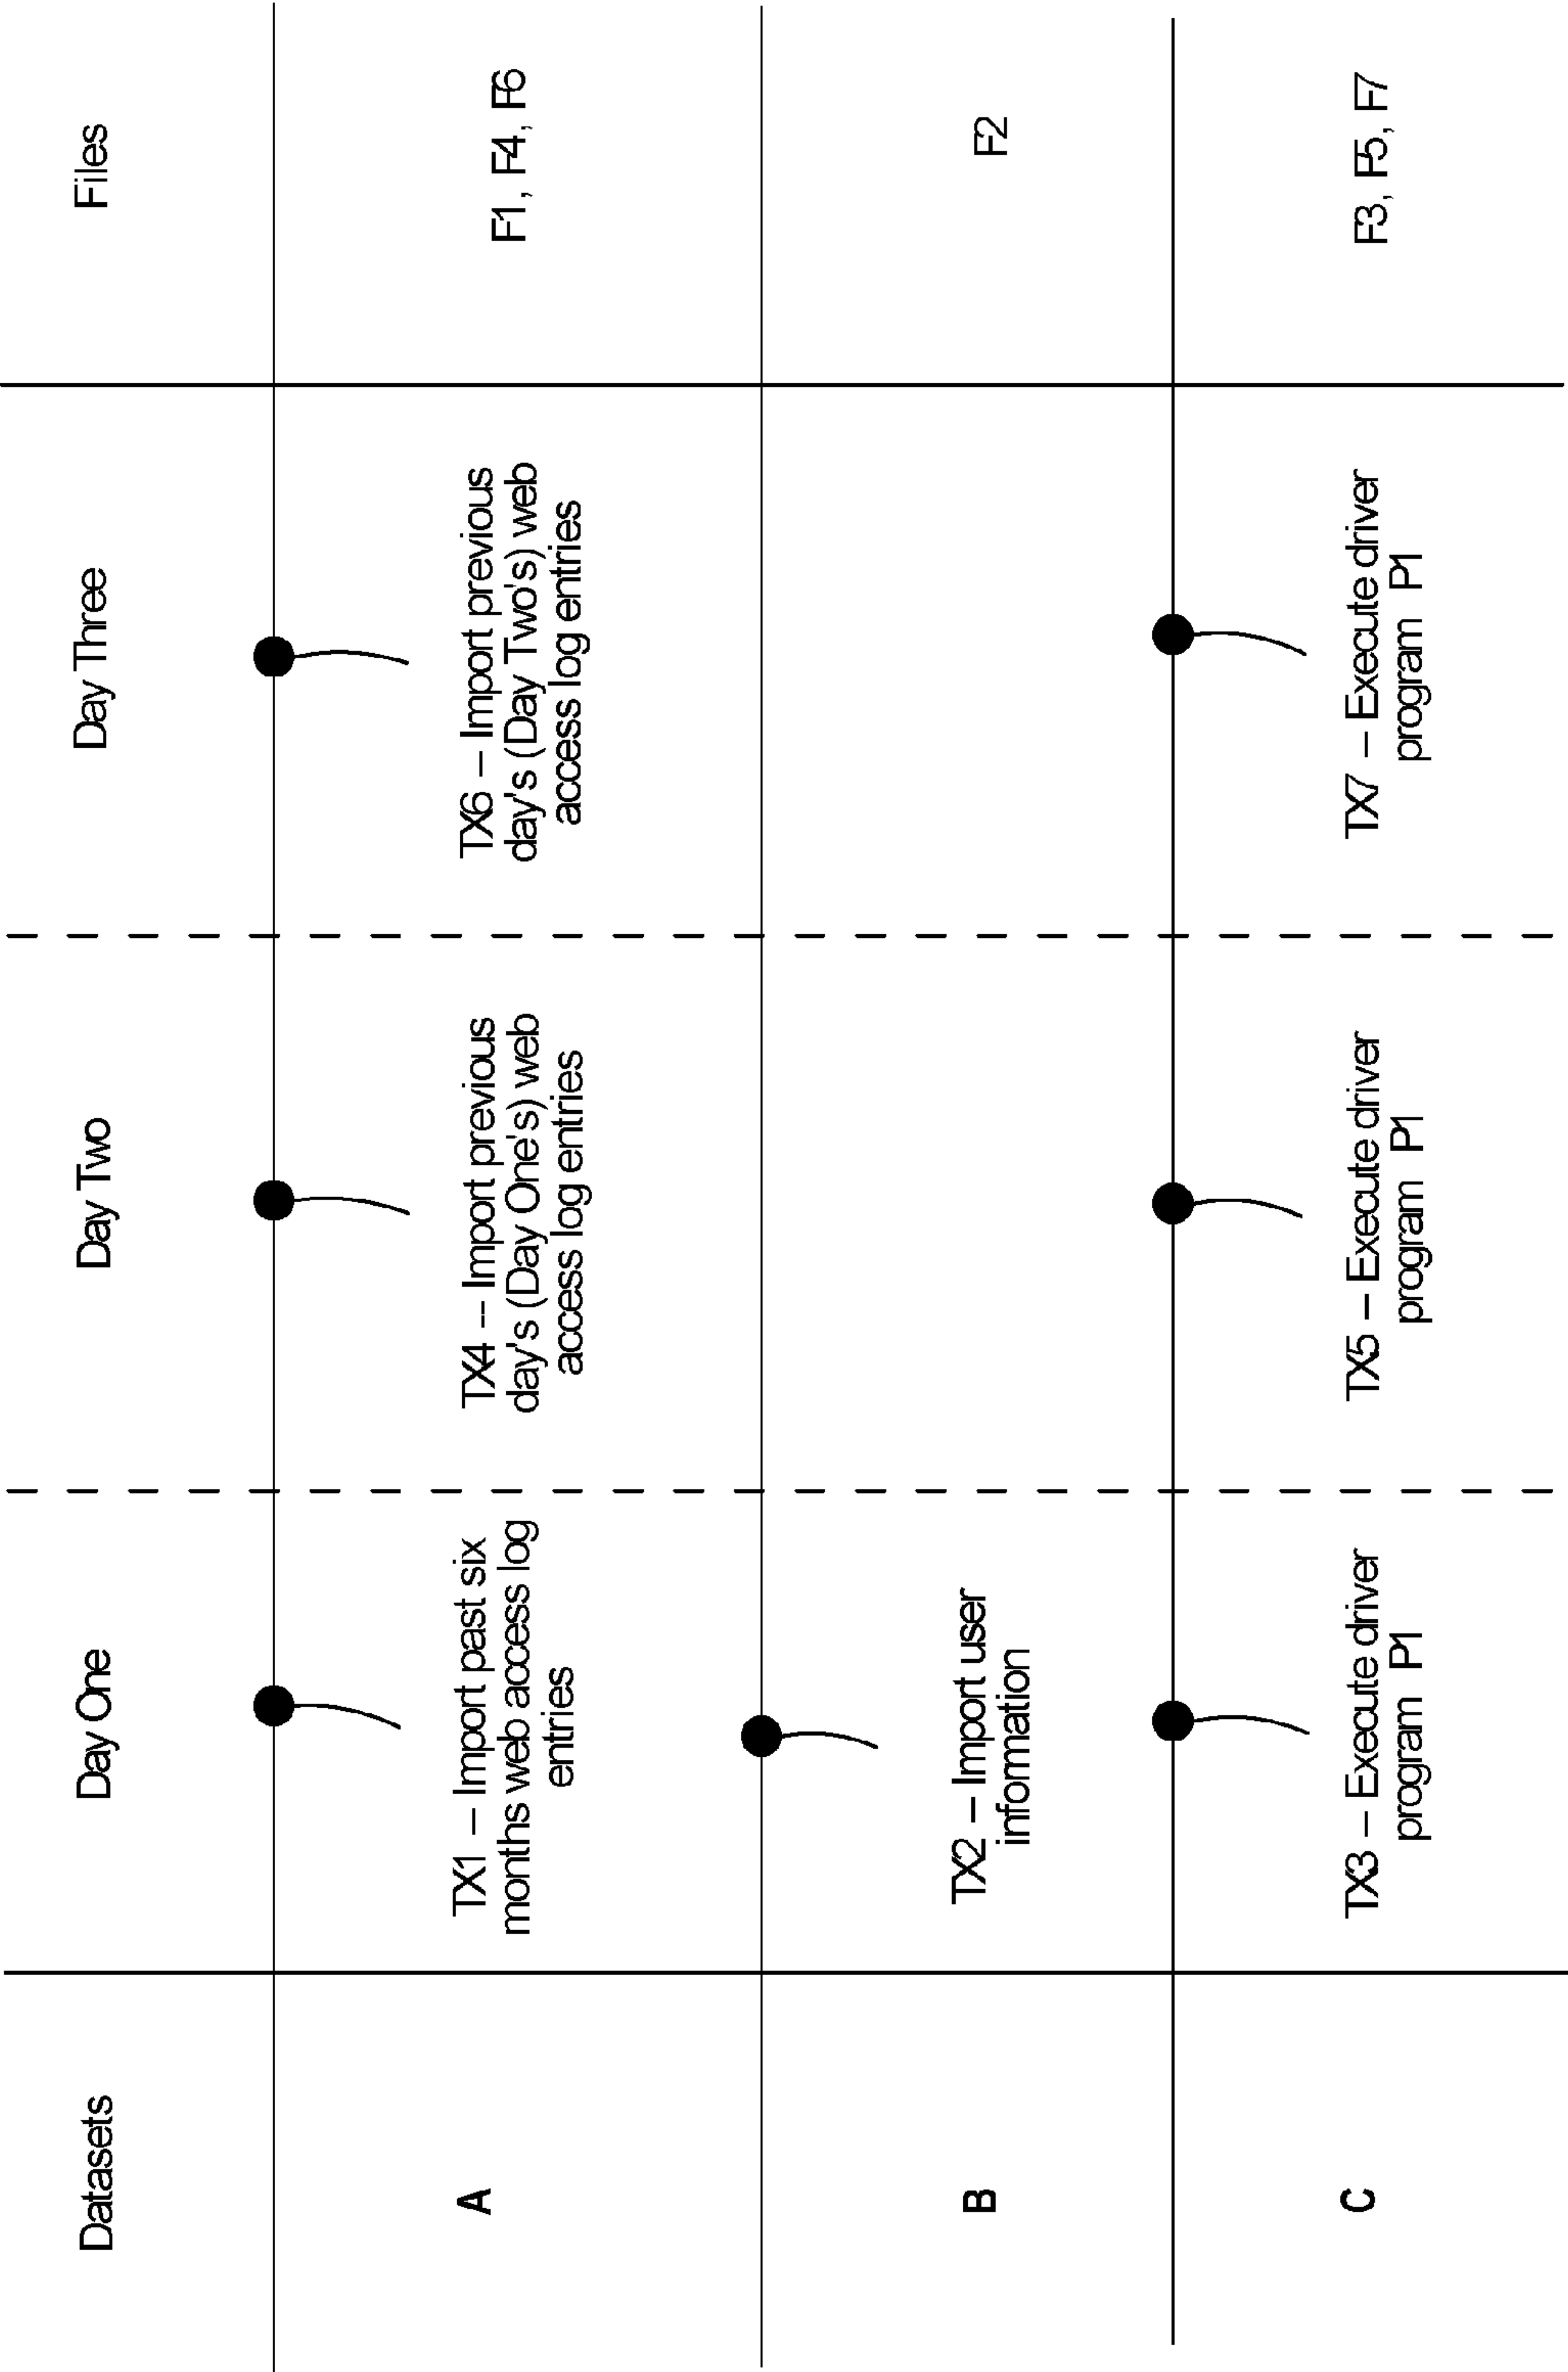 Datasets
Day One
Day Two
Day Three
Files
A
TX1 – Import past six
months web access log
entries
TX4 -- Import previous
day's (Day One's) web
access log entries
TX6 – Import previous
day's (Day Two's) web
access log entries
F1, F4, F6
B
TX2 – Import user
information
F2
C
TX3 – Execute driver
program P1
TX5 – Execute driver
program P1
TX7 – Execute driver
program P1
F3, F5, F7